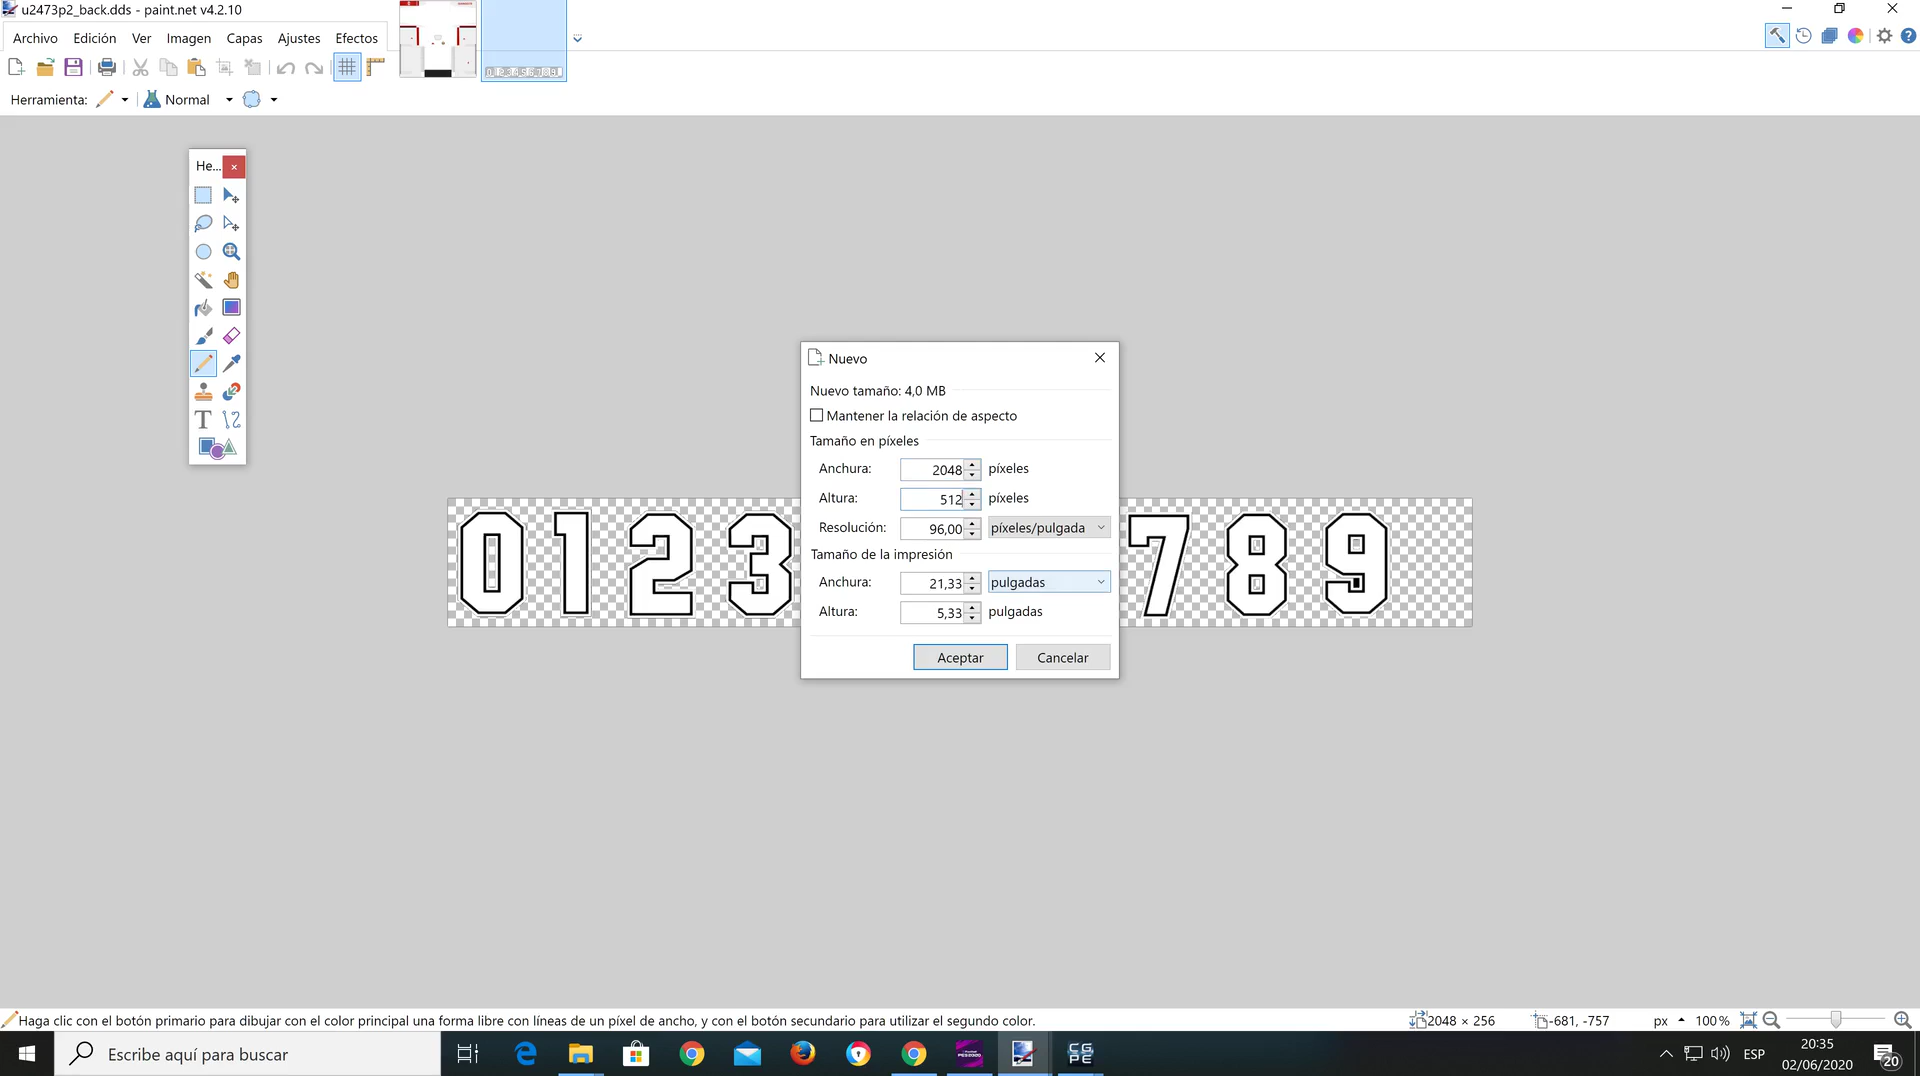 u2473p2_back.dds - paint.net v4.2.10
Archivo Edición Ver Imagen Capas Ajustes Efectos
Herramienta: Normal
He...
Nuevo
Nuevo tamaño: 4,0 MB
Mantener la relación de aspecto
Tamaño en píxeles
Anchura: 2048 píxeles
Altura: 512 píxeles
Resolución: 96,00 píxeles/pulgada
Tamaño de la impresión
Anchura: 21,33 pulgadas
Altura: 5,33 pulgadas
Aceptar Cancelar
0 1 2 3 7 8 9
Haga clic con el botón primario para dibujar con el color principal una forma libre con líneas de un píxel de ancho, y con el botón secundario para utilizar el segundo color.
2048 × 256 -681, -757 px 100%
Escribe aquí para buscar
ESP
20:35
02/06/2020
20